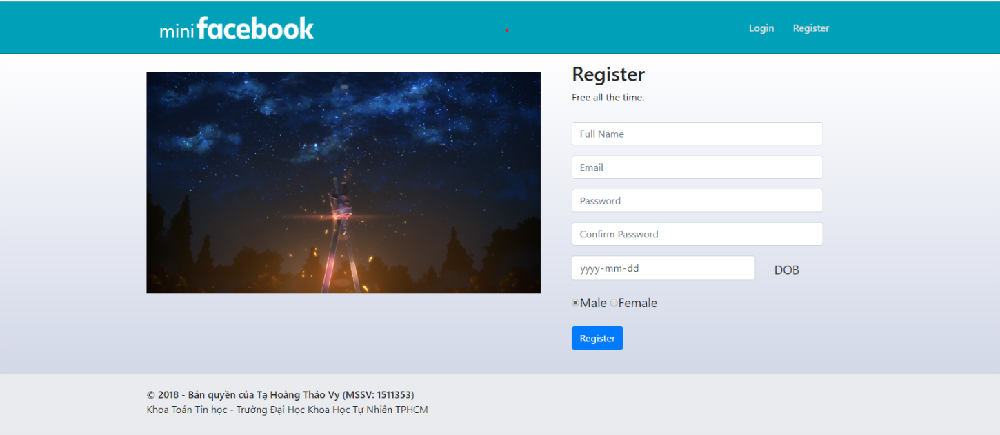 minifacebook
Login
Register
Register
Free all the time.
Full Name
Email
Password
Confirm Password
yyyy-mm-dd
DOB
Male Female
Register
© 2018 - Bản quyền của Tạ Hoàng Thảo Vy (MSSV: 1511353)
Khoa Toán Tin học - Trường Đại Học Khoa Học Tự Nhiên TPHCM